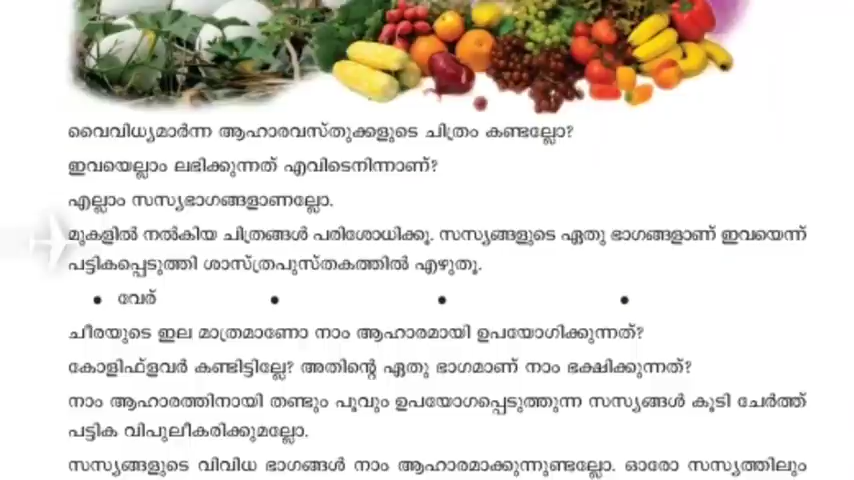 വൈവിധ്യമാർന്ന ആഹാരവസ്തുക്കളുടെ ചിത്രം കണ്ടല്ലോ?
ഇവയെല്ലാം ലഭിക്കുന്നത് എവിടെനിന്നാണ്?
എല്ലാം സസ്യഭാഗങ്ങളാണല്ലോ.
മുകളിൽ നൽകിയ ചിത്രങ്ങൾ പരിശോധിക്കൂ. സസ്യങ്ങളുടെ ഏതു ഭാഗങ്ങളാണ് ഇവയെന്ന്
പട്ടികപ്പെടുത്തി ശാസ്ത്രപുസ്തകത്തിൽ എഴുതൂ.
• വേര് • • •
ചീരയുടെ ഇല മാത്രമാണോ നാം ആഹാരമായി ഉപയോഗിക്കുന്നത്?
കോളിഫ്ളവർ കണ്ടിട്ടില്ലേ? അതിന്റെ ഏതു ഭാഗമാണ് നാം ഭക്ഷിക്കുന്നത്?
നാം ആഹാരത്തിനായി തണ്ടും പൂവും ഉപയോഗപ്പെടുത്തുന്ന സസ്യങ്ങൾ കൂടി ചേർത്ത്
പട്ടിക വിപുലീകരിക്കുമല്ലോ.
സസ്യങ്ങളുടെ വിവിധ ഭാഗങ്ങൾ നാം ആഹാരമാക്കുന്നുണ്ടല്ലോ. ഓരോ സസ്യത്തിലും